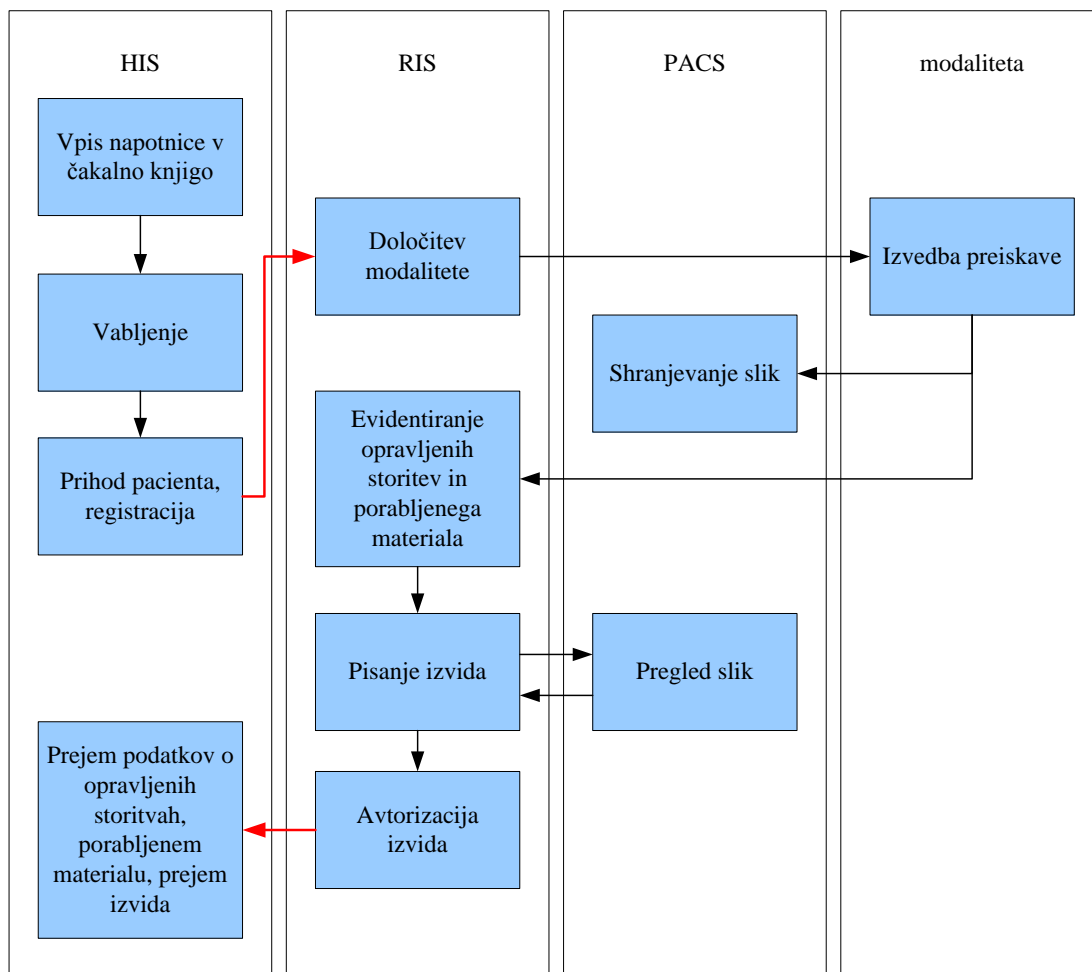 HIS
RIS
PACS
modaliteta
Vpis napotnice v
čakalno knjigo
Vabljenje
Prihod pacienta,
registracija
Prejem podatkov o
opravljenih
storitvah,
porabljenem
materialu, prejem
izvida
Določitev
modalitete
Evidentiranje
opravljenih
storitev in
porabljenega
materiala
Pisanje izvida
Avtorizacija
izvida
Shranjevanje slik
Pregled slik
Izvedba preiskave